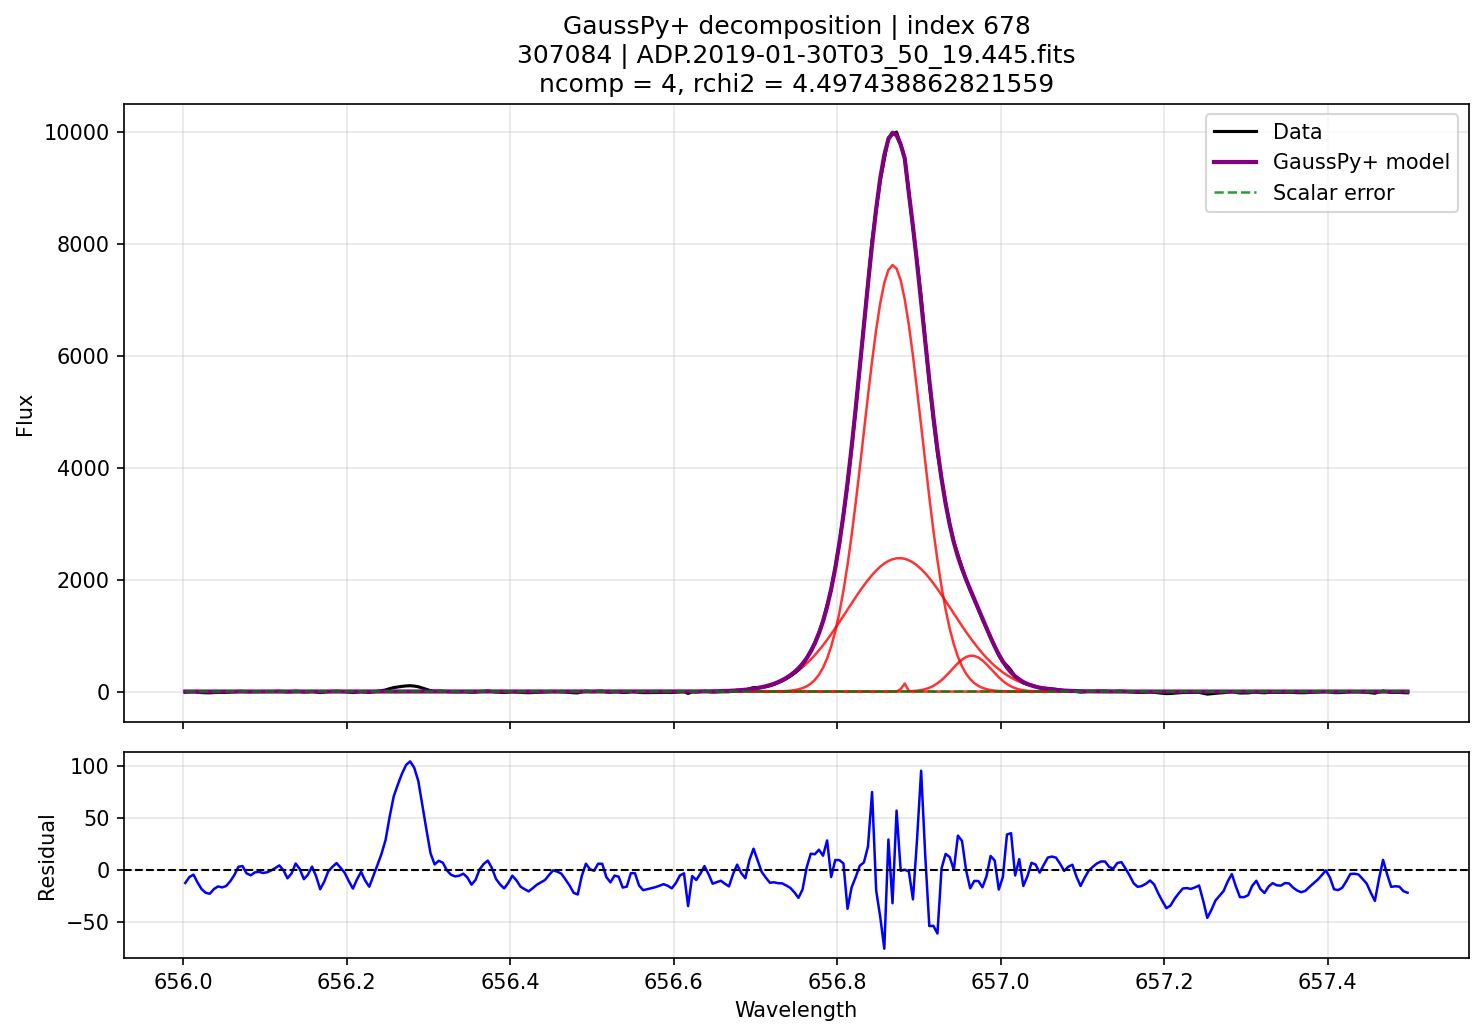 GaussPy+ decomposition | index 678
307084 | ADP.2019-01-30T03_50_19.445.fits
ncomp = 4, rchi2 = 4.497438862821559
Data
GaussPy+ model
Scalar error
10000
8000
6000
4000
2000
0
Flux
100
50
0
−50
Residual
656.0
656.2
656.4
656.6
656.8
657.0
657.2
657.4
Wavelength